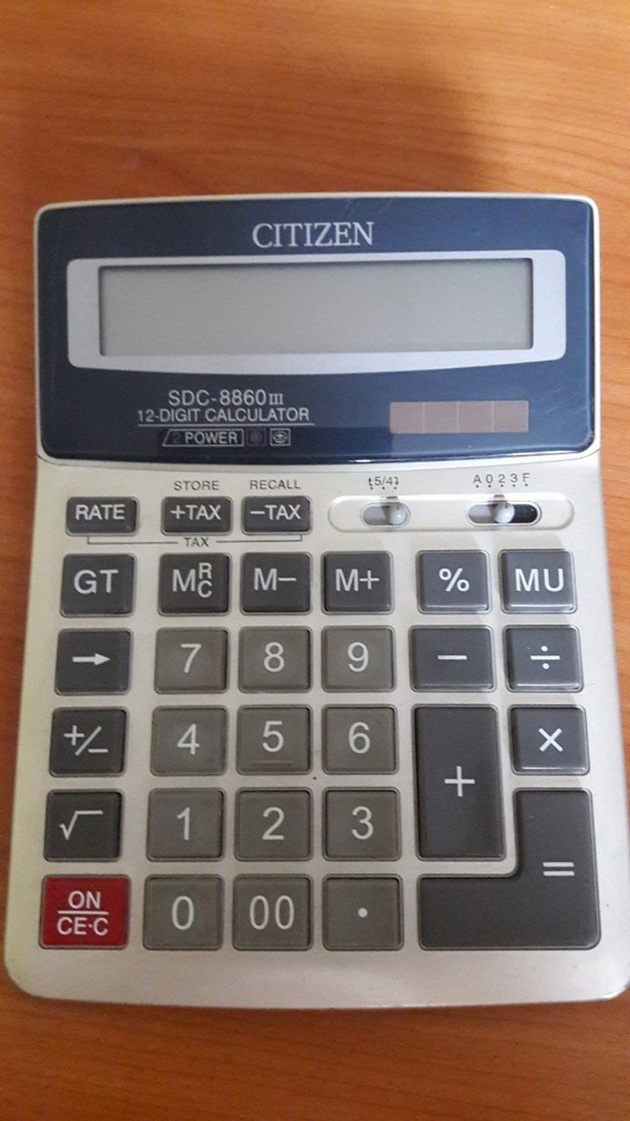 CITIZEN
SDC-8860III
12-DIGIT CALCULATOR
2 POWER
STORE RECALL ↑5/4↓ A 0 2 3 F
RATE +TAX −TAX
TAX
GT MRC M− M+ % MU
→ 7 8 9 − ÷
+/− 4 5 6 + ×
√ 1 2 3 =
ON
CE·C 0 00 ·